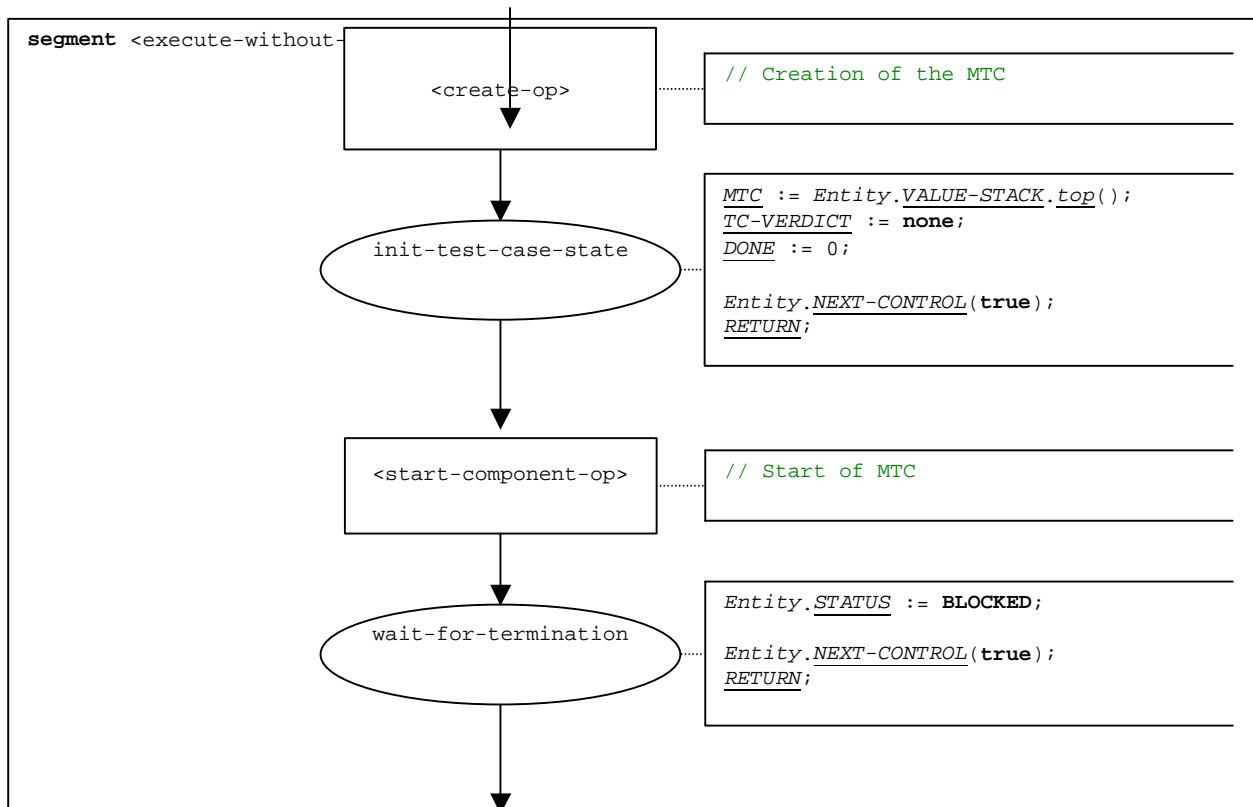 segment <execute-without-
<create-op>
// Creation of the MTC
MTC := Entity.VALUE-STACK.top();
TC-VERDICT := none;
DONE := 0;
Entity.NEXT-CONTROL(true);
RETURN;
init-test-case-state
<start-component-op>
// Start of MTC
Entity.STATUS := BLOCKED;
Entity.NEXT-CONTROL(true);
RETURN;
wait-for-termination